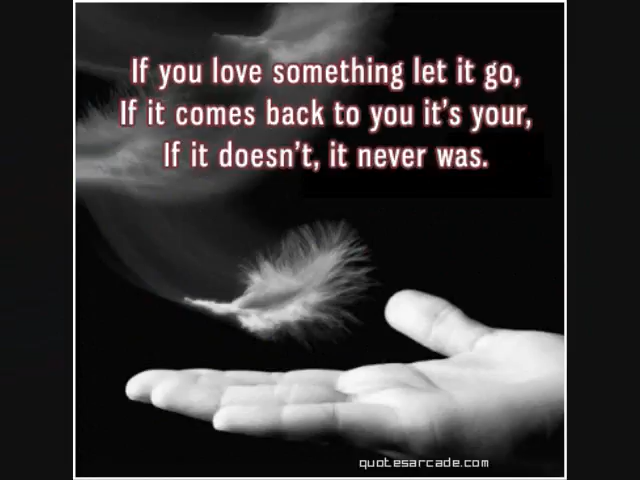 If you love something let it go,
If it comes back to you it's your,
If it doesn't, it never was.
quotesarcade.com